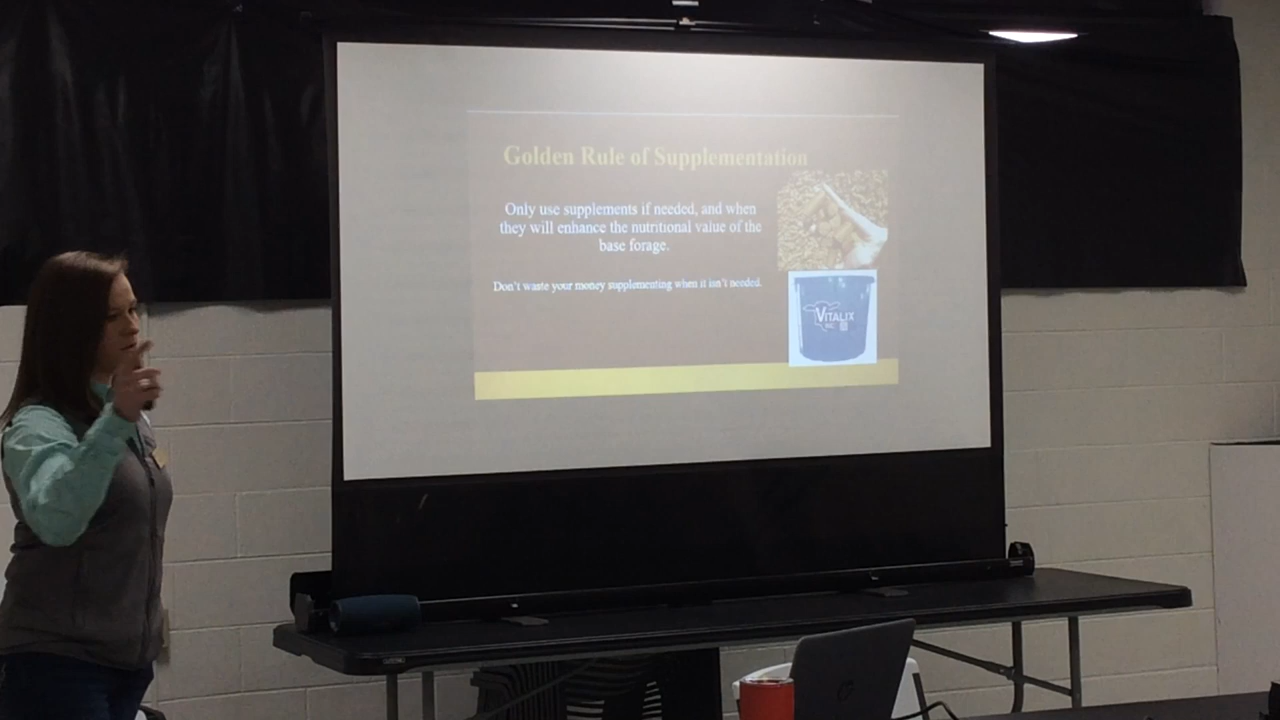 Golden Rule of Supplementation
Only use supplements if needed, and when
they will enhance the nutritional value of the
base forage.
Don't waste your money supplementing when it isn't needed.
VITALIX
INC